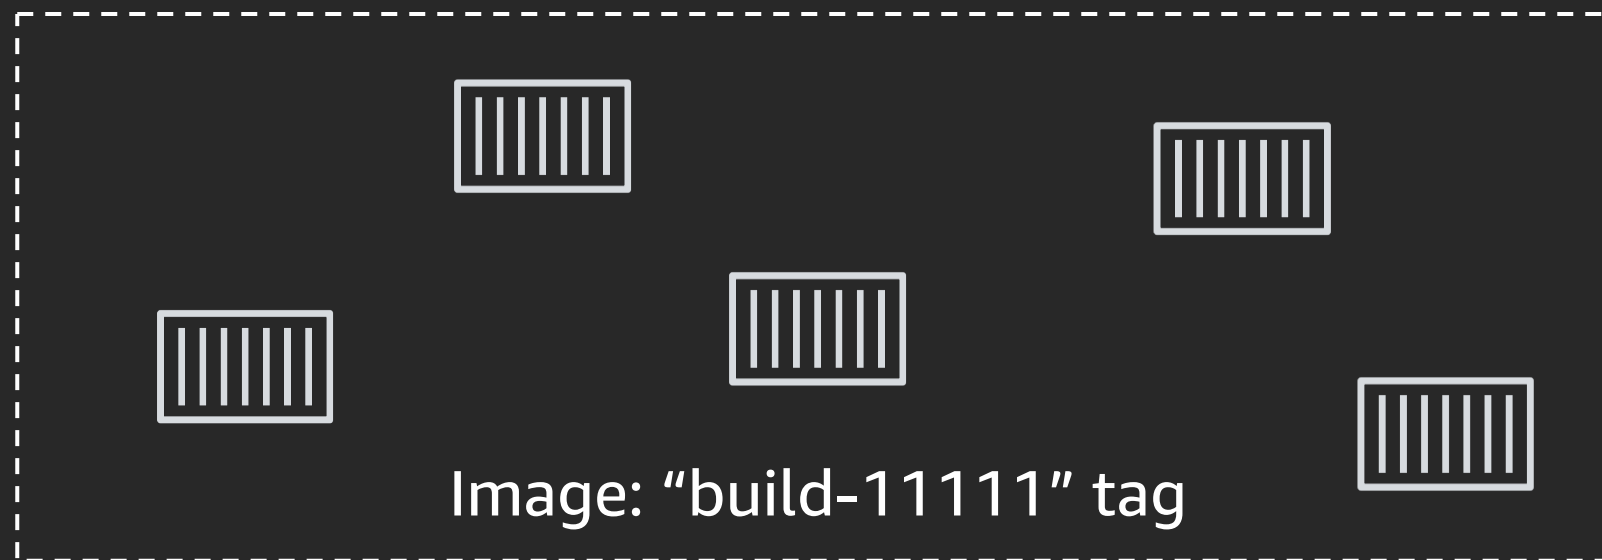 Image: “build-11111” tag